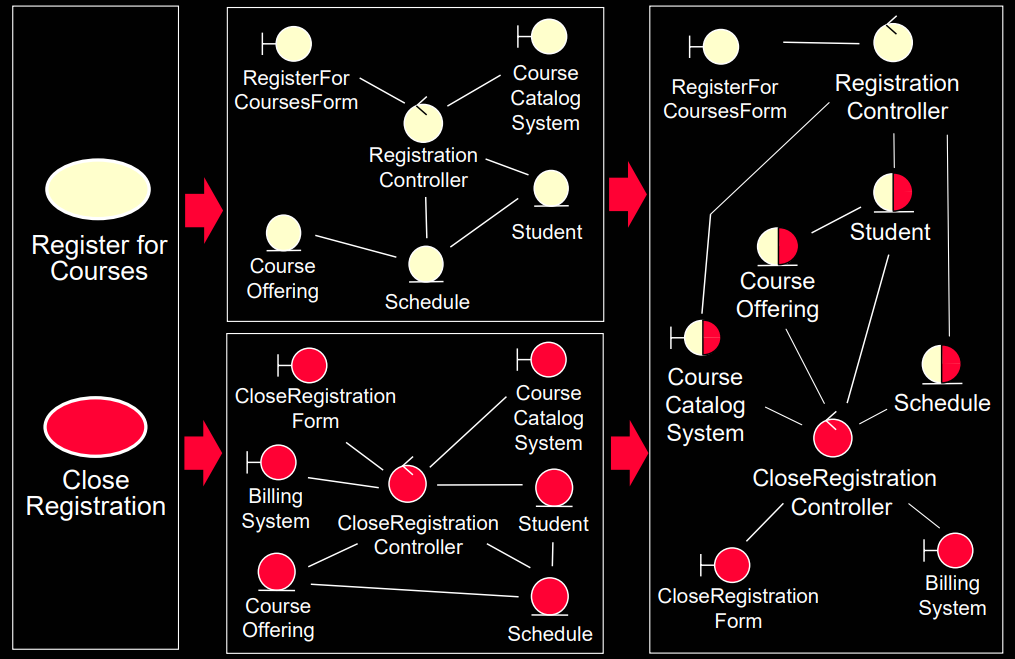 Register for
Courses
Close
Registration
RegisterFor
CoursesForm
Course
Catalog
System
Registration
Controller
Student
Course
Offering
Schedule
CloseRegistration
Form
Course
Catalog
System
Billing
System
CloseRegistration
Controller
Student
Course
Offering
Schedule
RegisterFor
CoursesForm
Registration
Controller
Student
Course
Offering
Course
Catalog
System
Schedule
CloseRegistration
Controller
CloseRegistration
Form
Billing
System